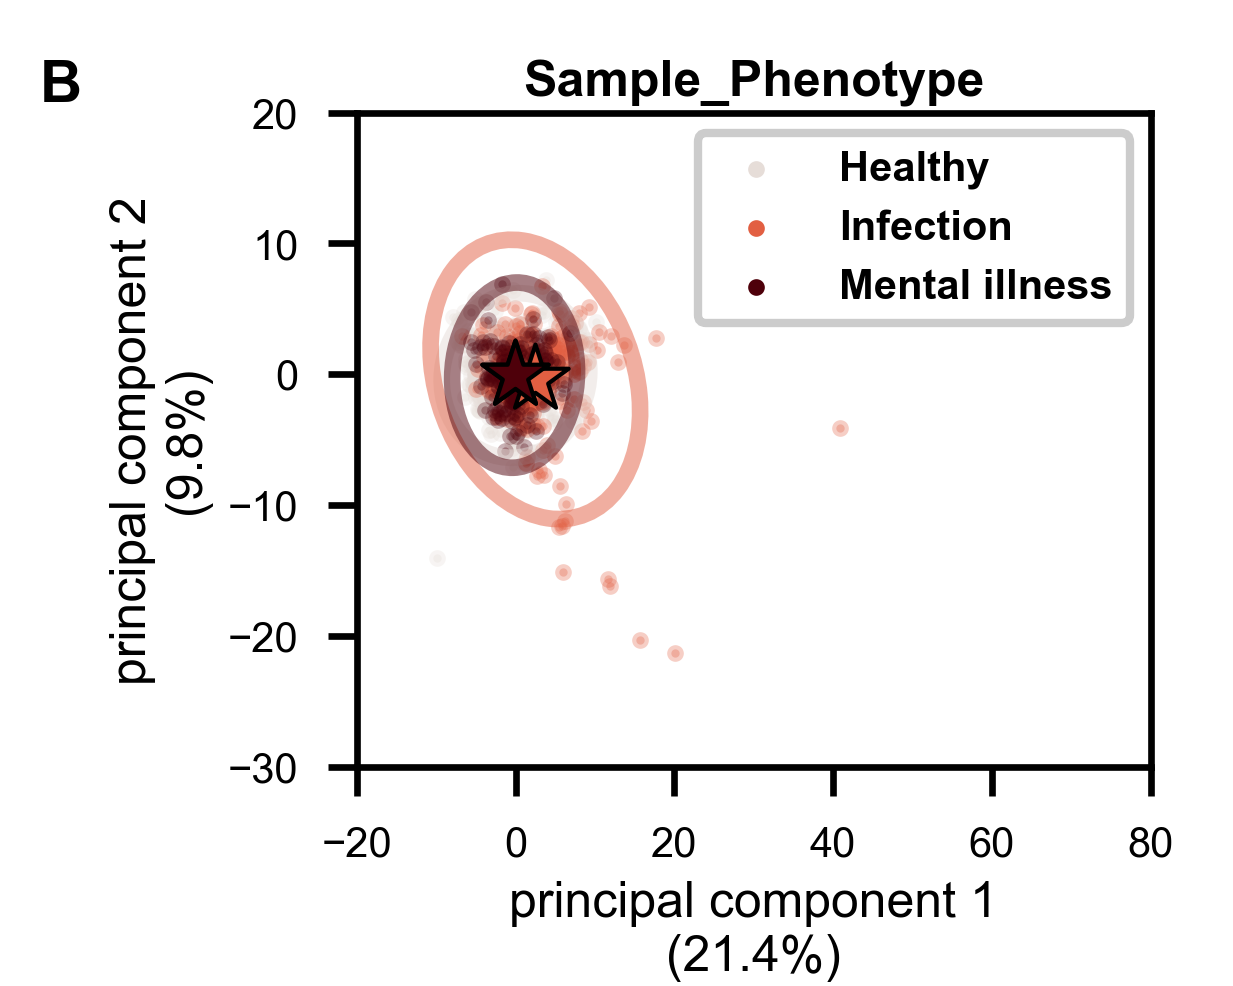 B
Sample_Phenotype
20
10
0
−10
−20
−30
principal component 2
(9.8%)
Healthy
Infection
Mental illness
−20 0 20 40 60 80
principal component 1
(21.4%)